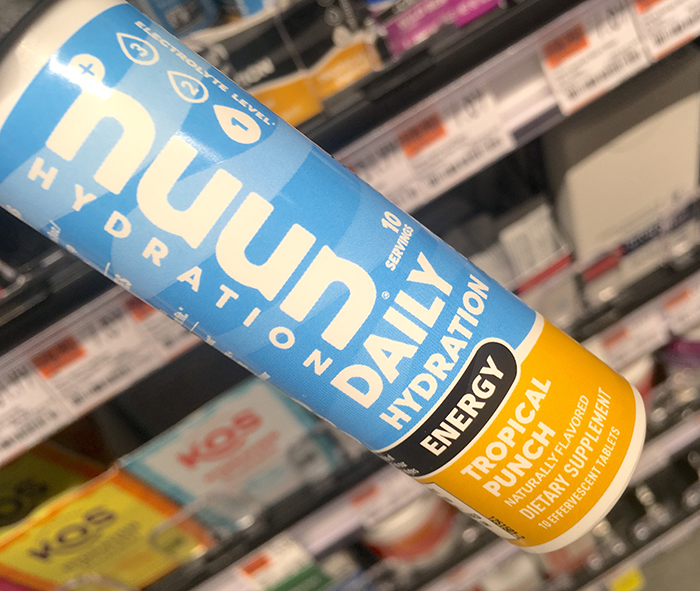 ELECTROLYTE LEVEL
3
2
1
nuun
HYDRATION
10
SERVINGS
DAILY
HYDRATION
ENERGY
TROPICAL
PUNCH
NATURALLY FLAVORED
DIETARY SUPPLEMENT
10 EFFERVESCENT TABLETS
KOS
KOS
KOS